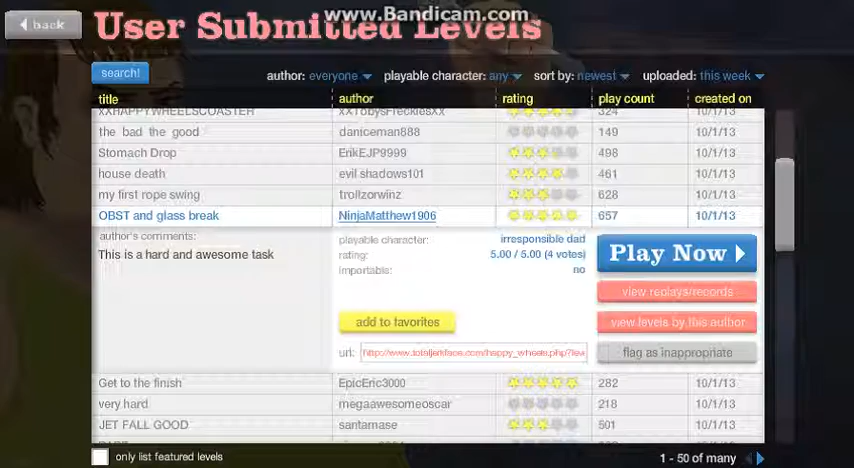 www.Bandicam.com
back
User Submitted Levels
search!
author: everyone playable character: any sort by: newest uploaded: this week
title author rating play count created on
xXHAPPYWHEELSCOASTER xXTobysFrecklesXx 324 10/1/13
the bad the good daniceman888 149 10/1/13
Stomach Drop ErikEJP9999 498 10/1/13
house death evil shadows101 461 10/1/13
my first rope swing trollzorwinz 628 10/1/13
OBST and glass break NinjaMatthew1906 657 10/1/13
author's comments:
This is a hard and awesome task
playable character: irresponsible dad
rating: 5.00 / 5.00 (4 votes)
importable: no
add to favorites
url: http://www.totaljerkface.com/happy_wheels.php?lev
Play Now
view replays/records
view levels by this author
flag as inappropriate
Get to the finish EpicEric3000 282 10/1/13
very hard megaawesomeoscar 218 10/1/13
JET FALL GOOD santamase 501 10/1/13
only list featured levels 1 - 50 of many